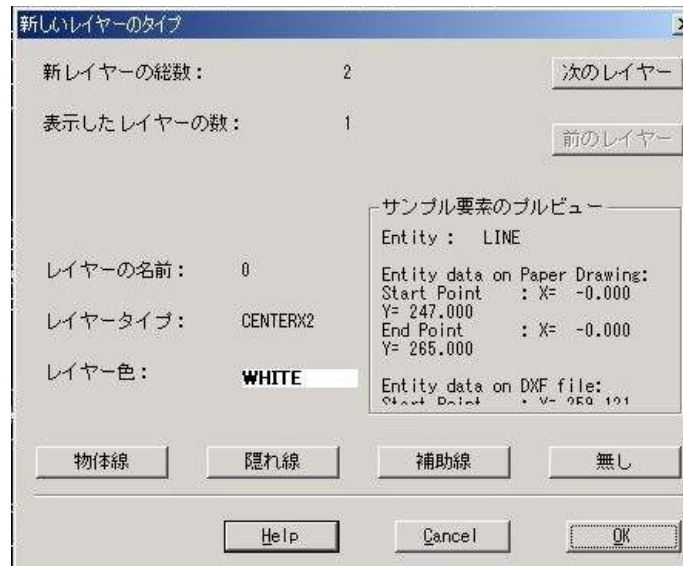 新しいレイヤーのタイプ
新レイヤーの総数： 2
次のレイヤー
表示したレイヤーの数： 1
前のレイヤー
サンプル要素のプルビュー
Entity : LINE
Entity data on Paper Drawing:
Start Point : X= -0.000
Y= 247.000
End Point : X= -0.000
Y= 265.000
Entity data on DXF file:
レイヤーの名前： 0
レイヤータイプ： CENTERX2
レイヤー色： WHITE
物体線
隠れ線
補助線
無し
Help
Cancel
OK